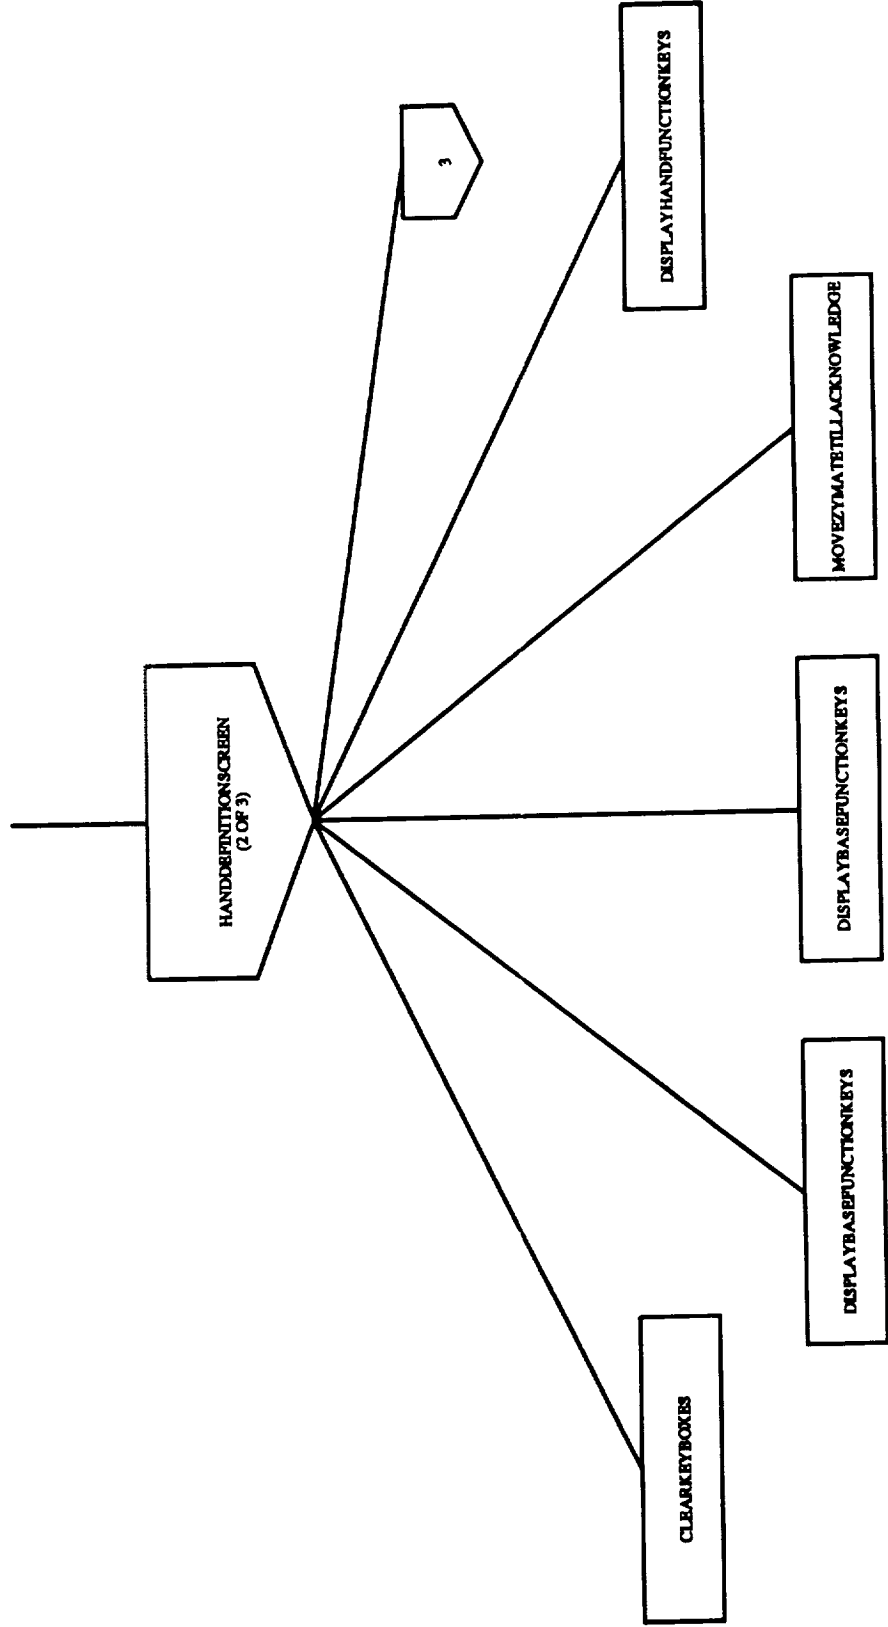 HANDDEFINITIONSCREEN
(2 OF 3)
CLEARKEYBOXES
DISPLAYBASEFUNCTIONKEYS
DISPLAYBASEFUNCTIONKEYS
MOVEZYMATETILLACKNOWLEDGE
DISPLAYHANDFUNCTIONKEYS
3